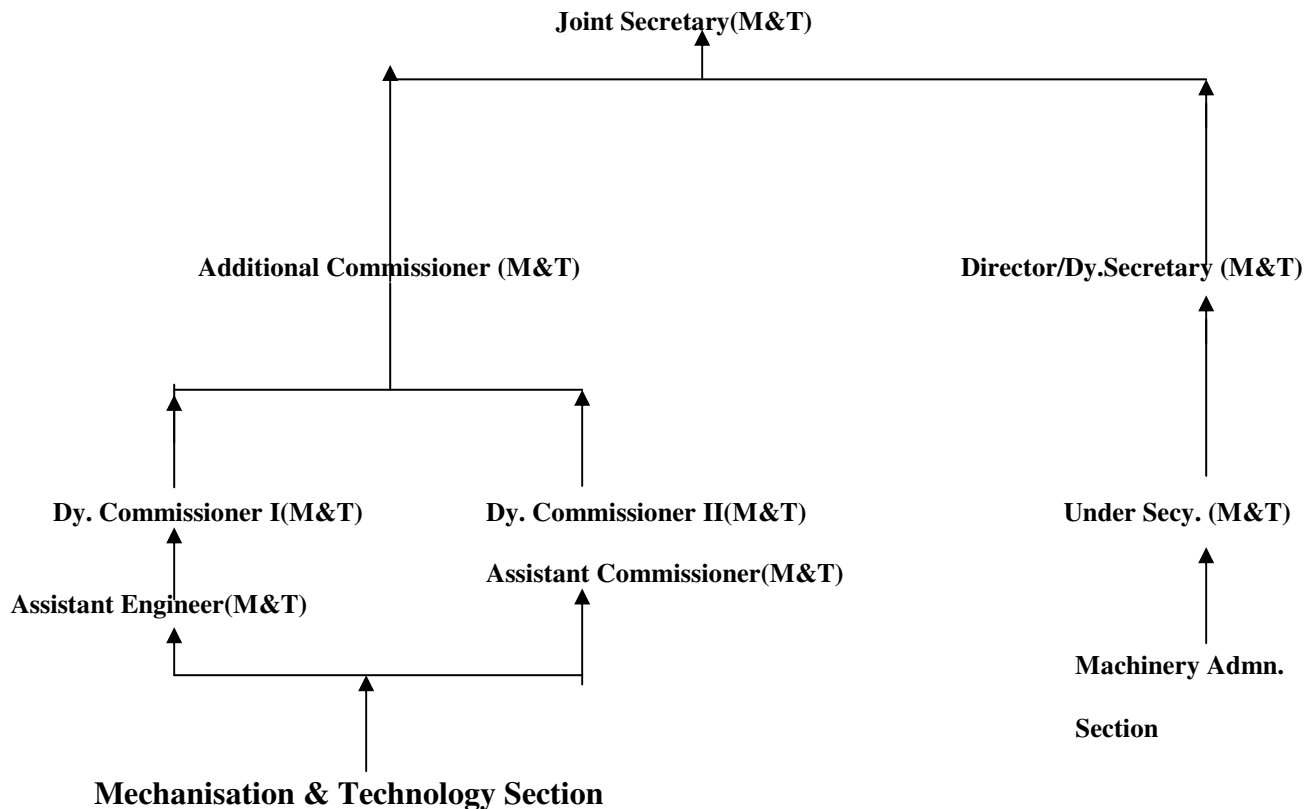 Joint Secretary(M&T)
Additional Commissioner (M&T)
Director/Dy.Secretary (M&T)
Dy. Commissioner I(M&T)
Dy. Commissioner II(M&T)
Under Secy. (M&T)
Assistant Commissioner(M&T)
Assistant Engineer(M&T)
Machinery Admn.
Section
Mechanisation & Technology Section